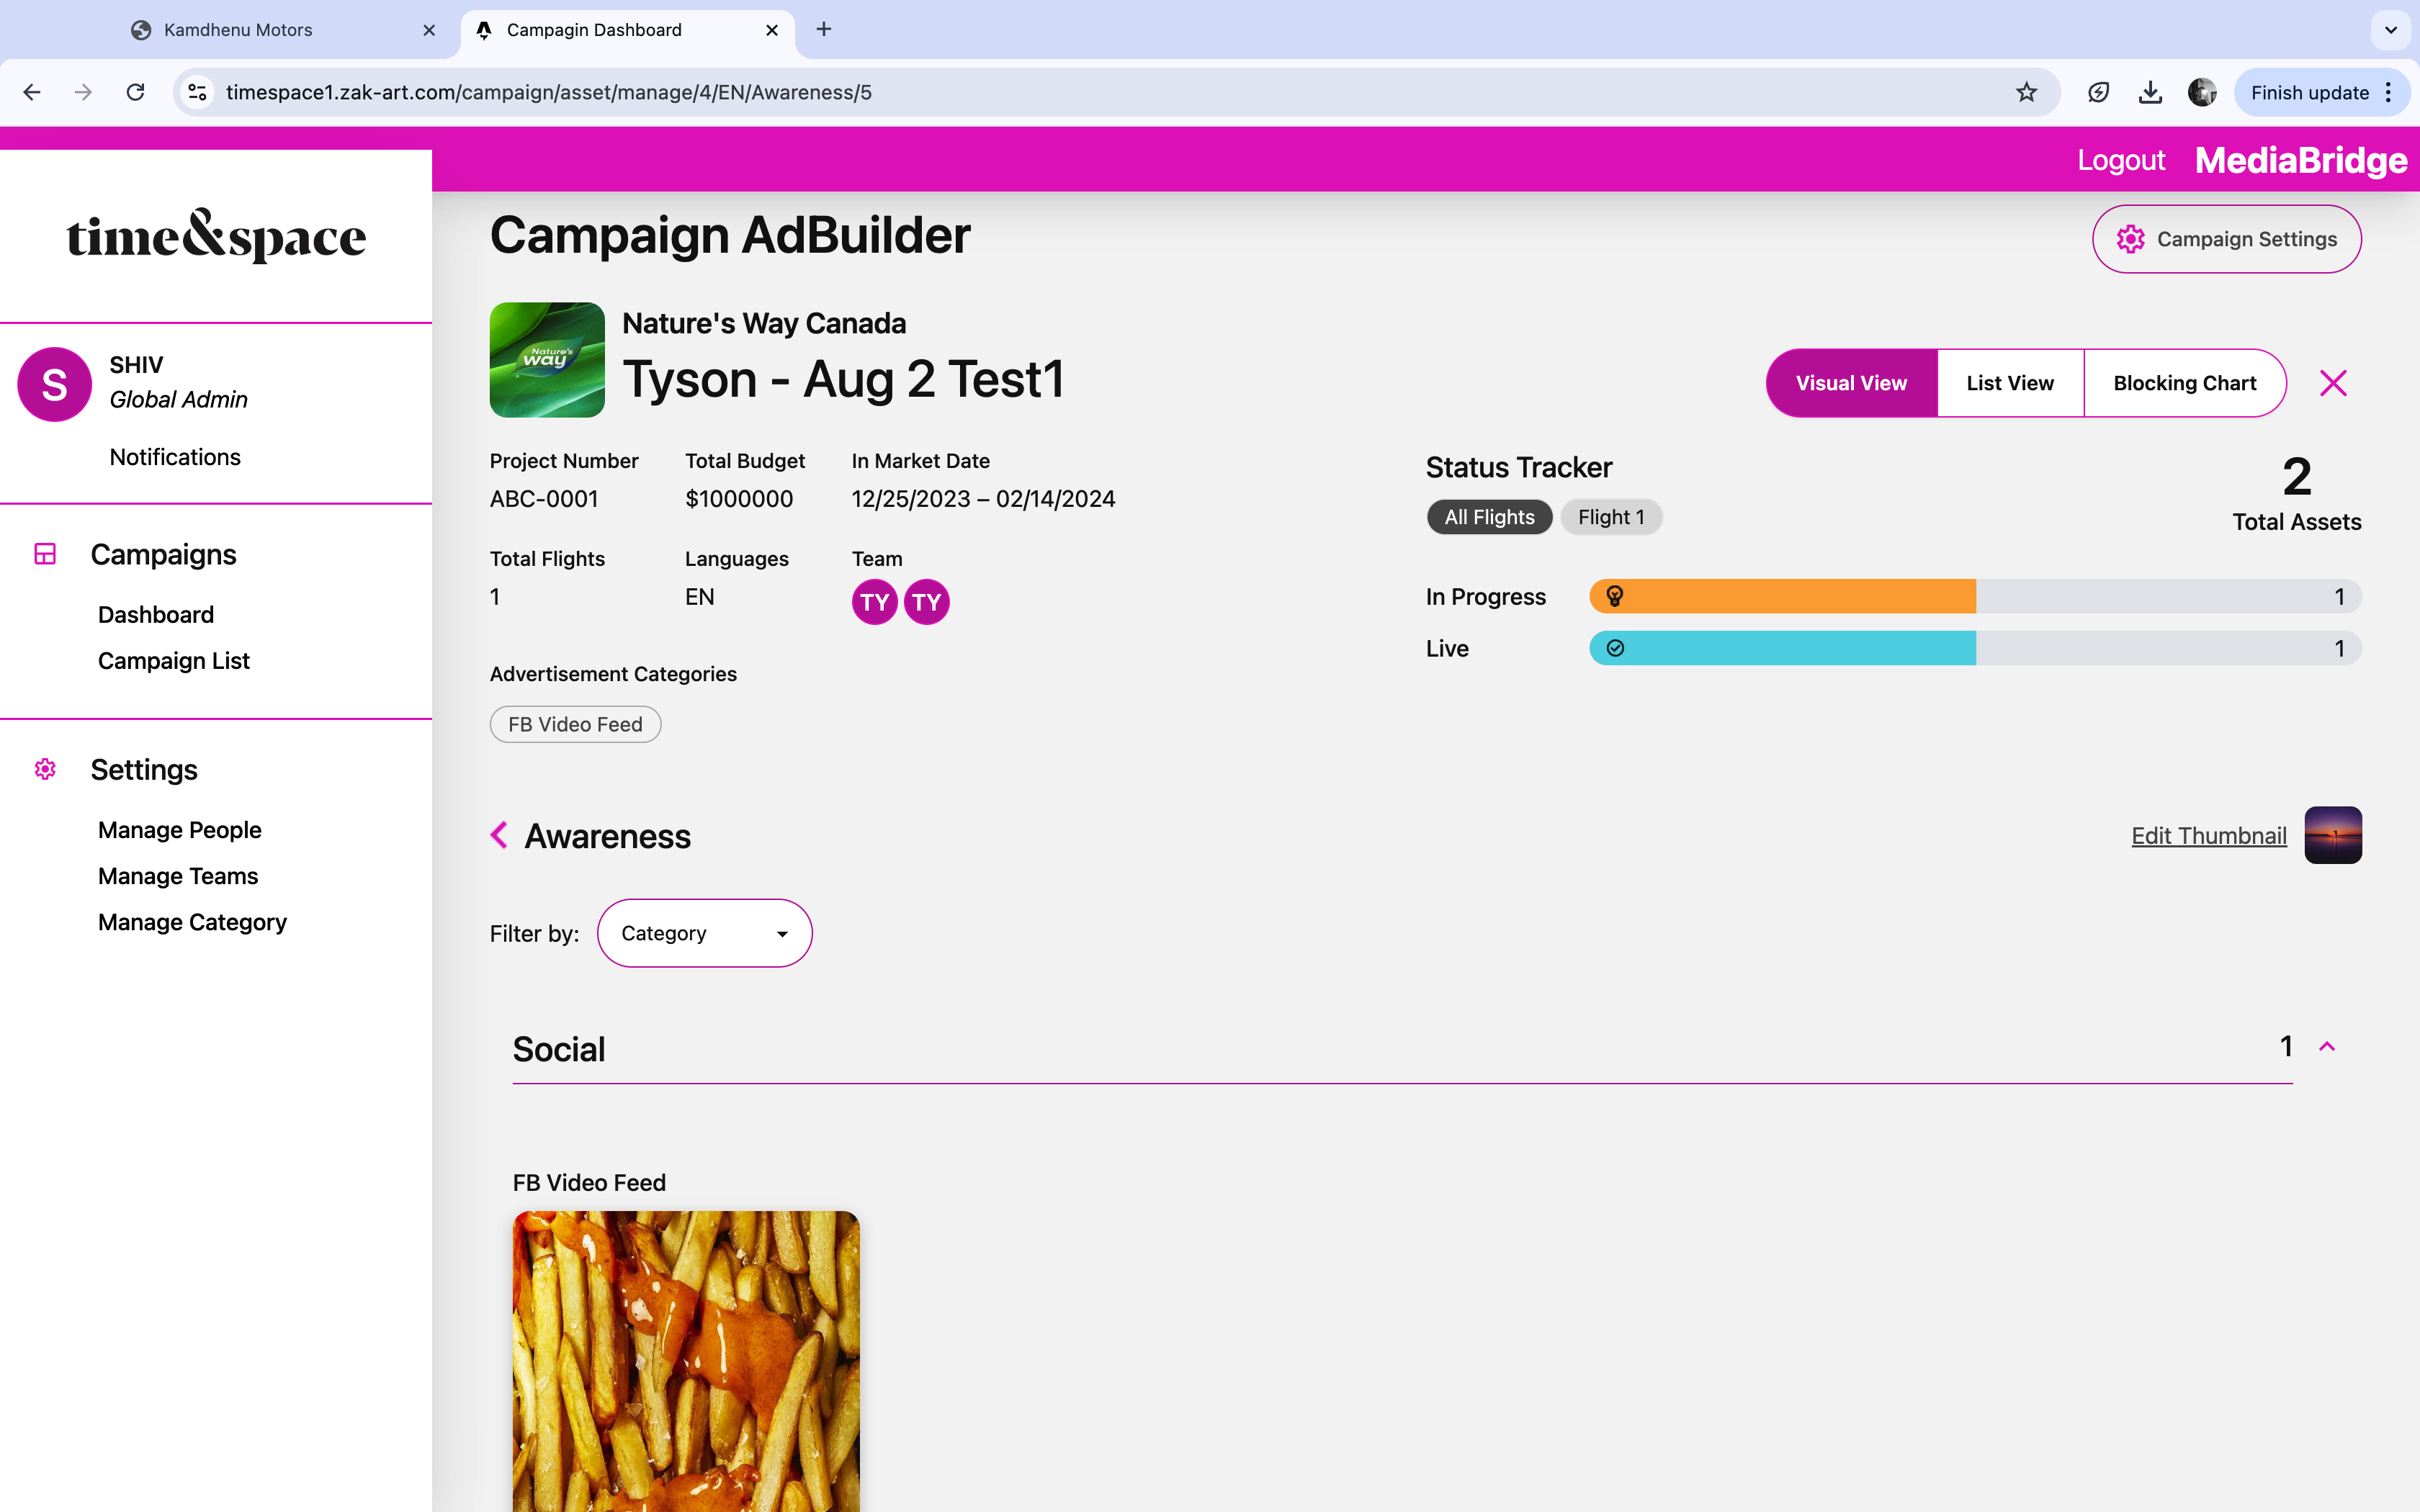 Kamdhenu Motors
Campagin Dashboard
timespace1.zak-art.com/campaign/asset/manage/4/EN/Awareness/5
Finish update
Logout
MediaBridge
time&space
S
SHIV
Global Admin
Notifications
Campaigns
Dashboard
Campaign List
Settings
Manage People
Manage Teams
Manage Category
Campaign AdBuilder
Campaign Settings
Nature's way
Nature's Way Canada
Tyson - Aug 2 Test1
Visual View
List View
Blocking Chart
Project Number
Total Budget
In Market Date
ABC-0001
$1000000
12/25/2023 – 02/14/2024
Total Flights
Languages
Team
1
EN
TY
TY
Advertisement Categories
FB Video Feed
Status Tracker
All Flights
Flight 1
2
Total Assets
In Progress
1
Live
1
Awareness
Edit Thumbnail
Filter by:
Category
Social
1
FB Video Feed